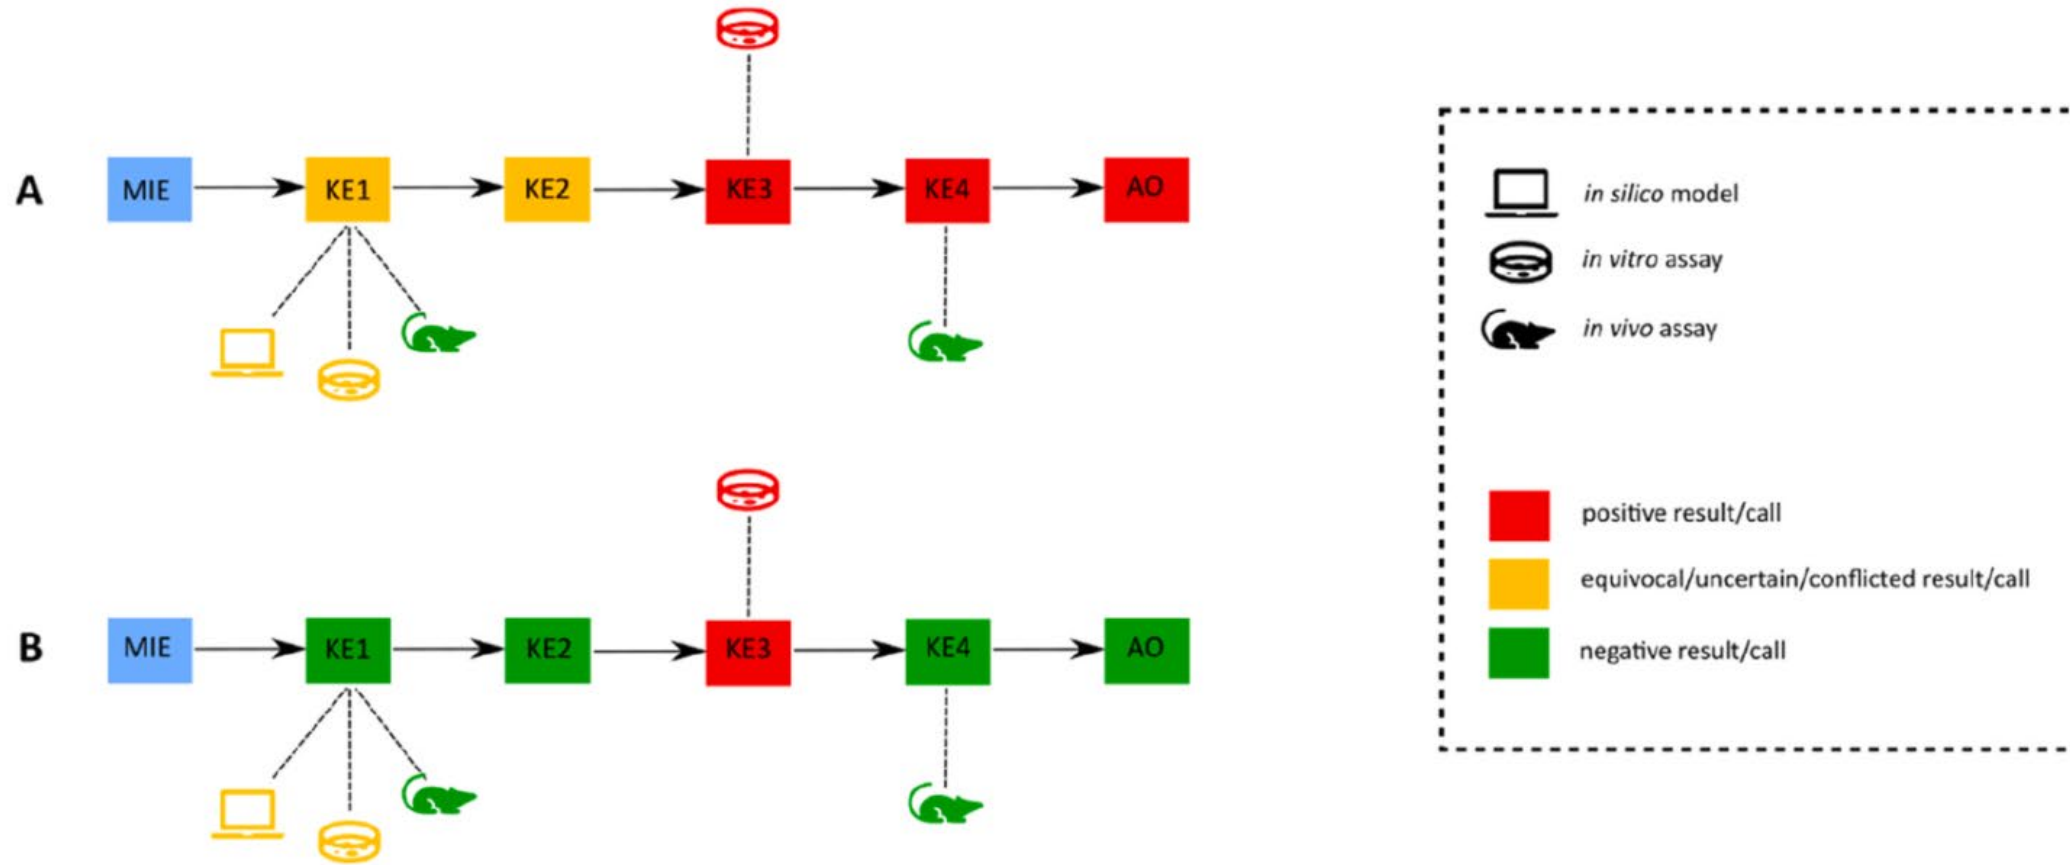 A
MIE
KE1
KE2
KE3
KE4
AO
in silico model
in vitro assay
in vivo assay
positive result/call
equivocal/uncertain/conflicted result/call
negative result/call
B
MIE
KE1
KE2
KE3
KE4
AO